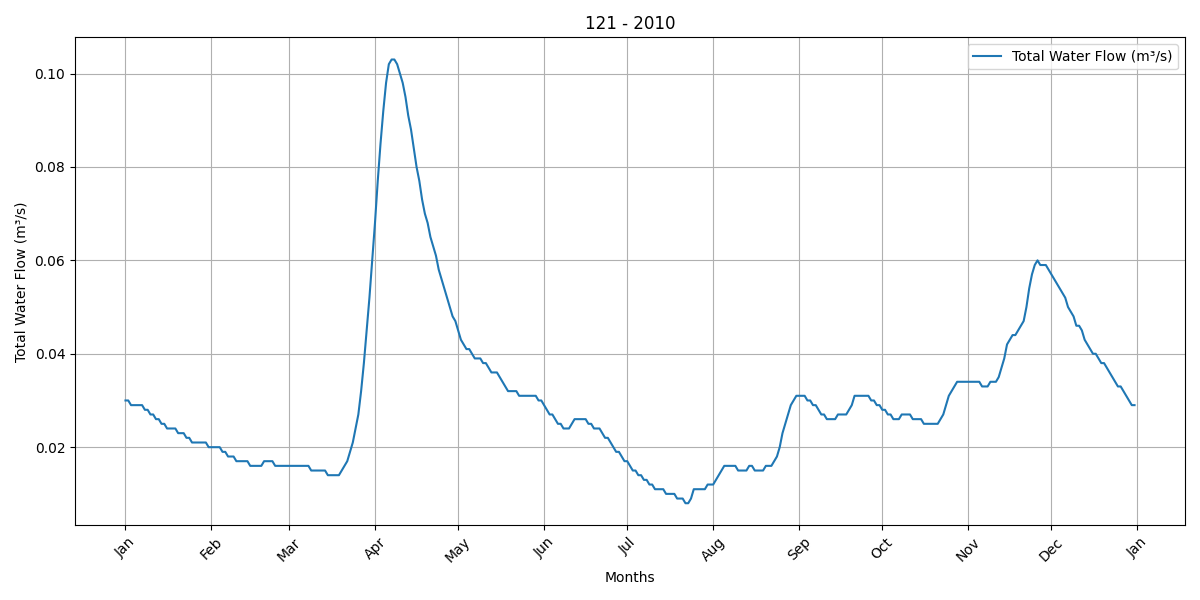 121 - 2010
Total Water Flow (m³/s)
Total Water Flow (m³/s)
0.10
0.08
0.06
0.04
0.02
Jan Feb Mar Apr May Jun Jul Aug Sep Oct Nov Dec Jan
Months